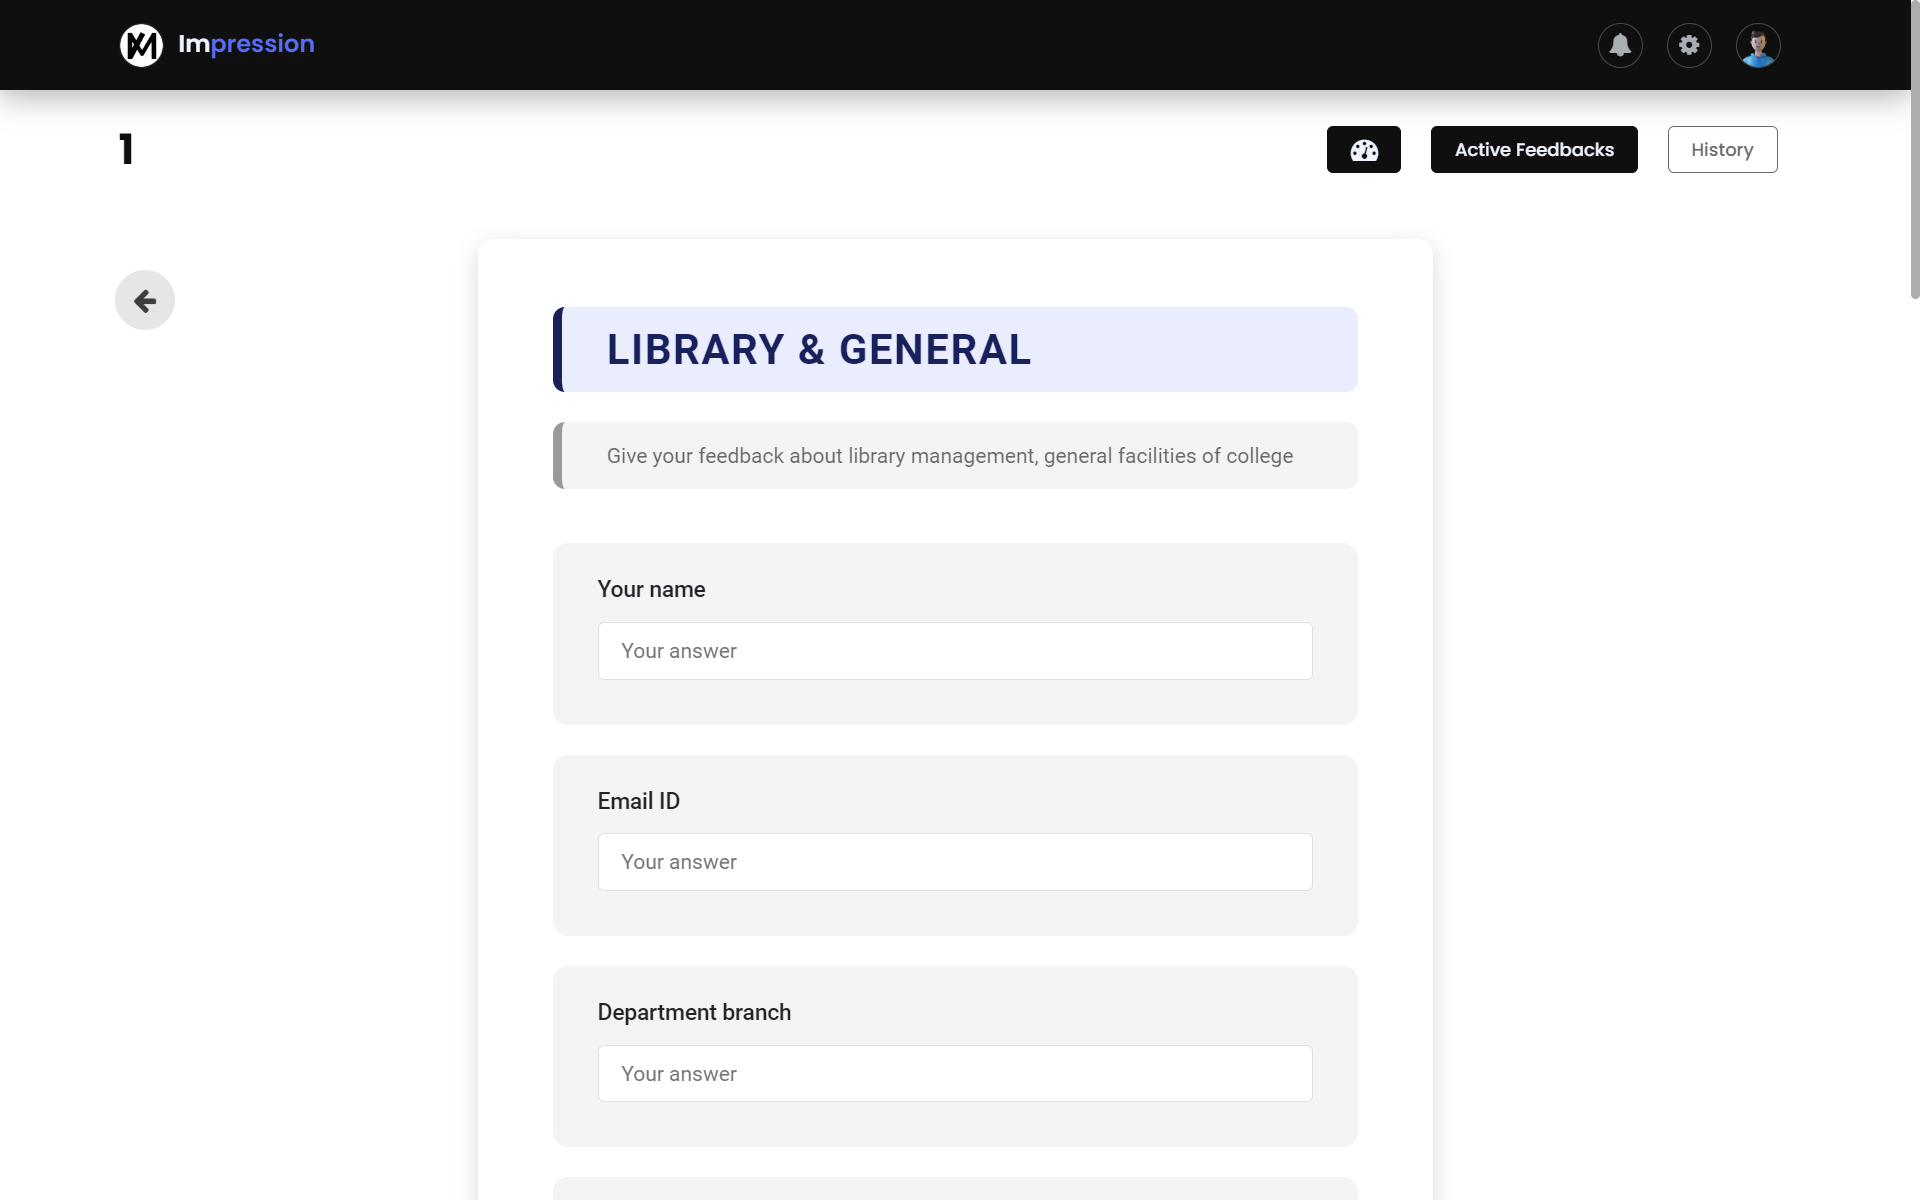 Impression
1
Active Feedbacks
History
LIBRARY & GENERAL
Give your feedback about library management, general facilities of college
Your name
Your answer
Email ID
Your answer
Department branch
Your answer